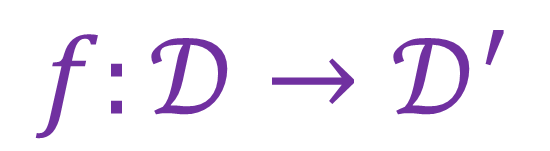 𝑓: 𝒟 → 𝒟′